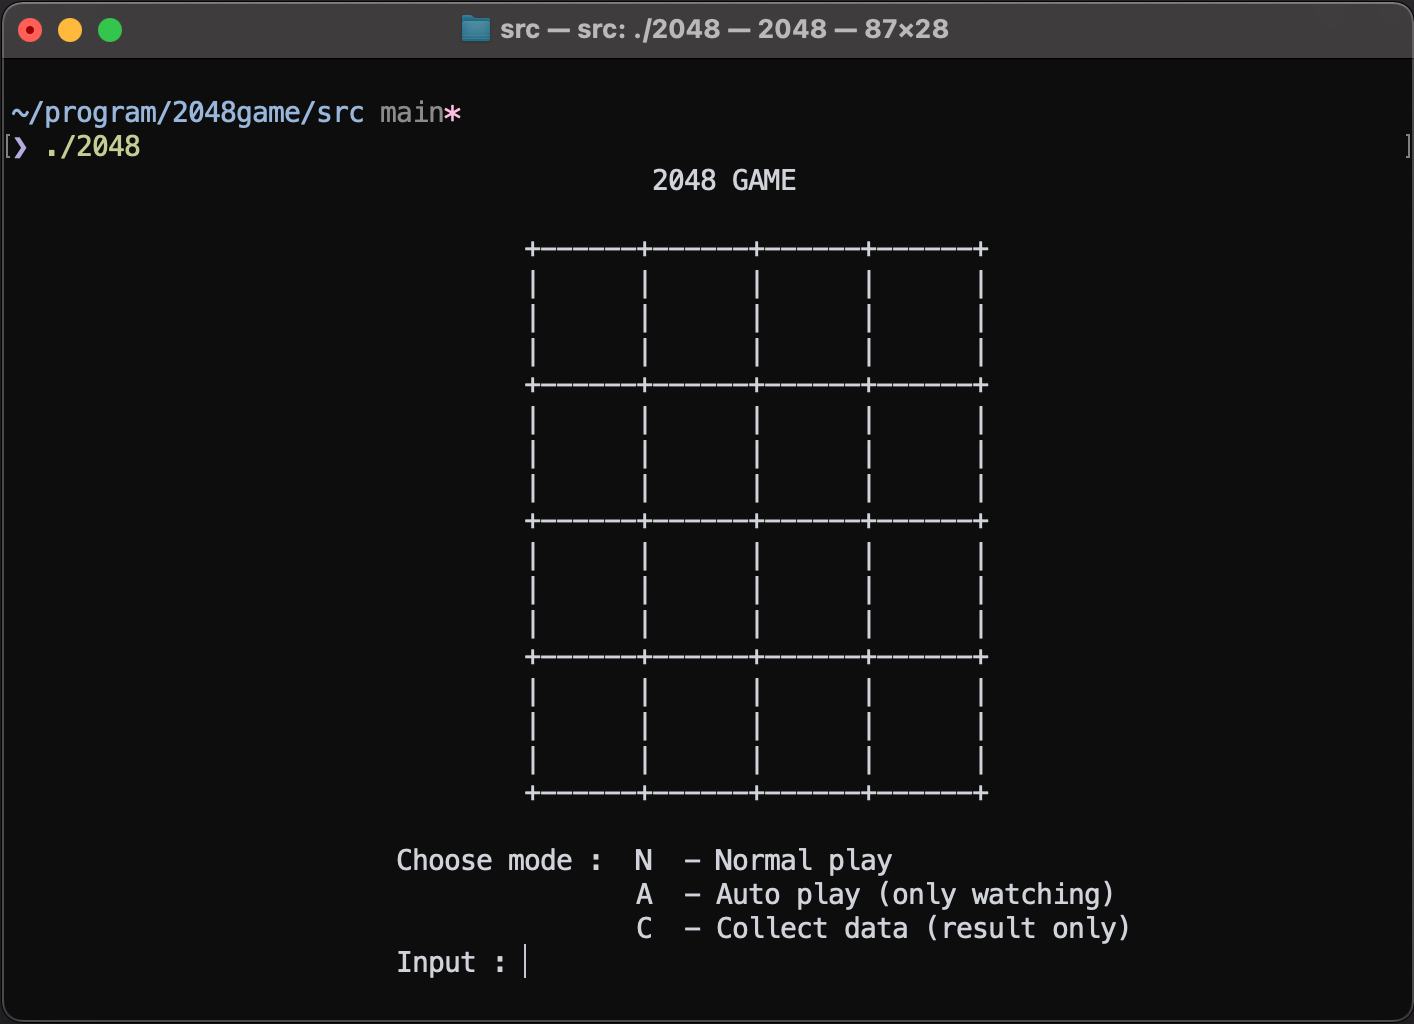 src — src: ./2048 — 2048 — 87×28
~/program/2048game/src main*
[❯ ./2048 ]
2048 GAME
+------+------+------+------+
|      |      |      |      |
|      |      |      |      |
|      |      |      |      |
+------+------+------+------+
|      |      |      |      |
|      |      |      |      |
|      |      |      |      |
+------+------+------+------+
|      |      |      |      |
|      |      |      |      |
|      |      |      |      |
+------+------+------+------+
|      |      |      |      |
|      |      |      |      |
|      |      |      |      |
+------+------+------+------+
Choose mode :  N  - Normal play
A  - Auto play (only watching)
C  - Collect data (result only)
Input :